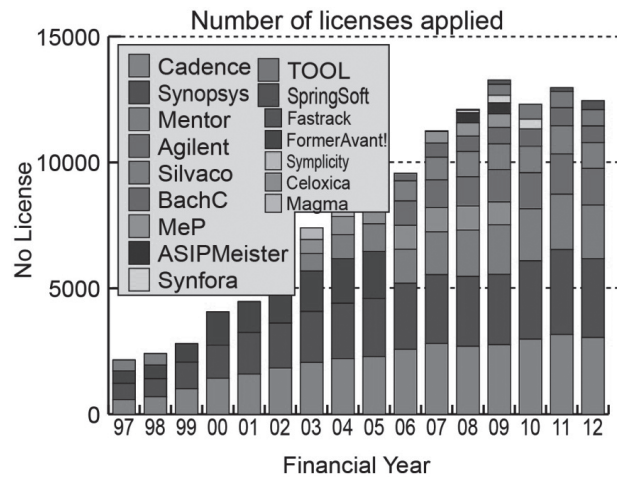 Number of licenses applied
15000
10000
5000
0
No License
Cadence
Synopsys
Mentor
Agilent
Silvaco
BachC
MeP
ASIPMeister
Synfora
TOOL
SpringSoft
Fastrack
FormerAvant!
Symplicity
Celoxica
Magma
97 98 99 00 01 02 03 04 05 06 07 08 09 10 11 12
Financial Year